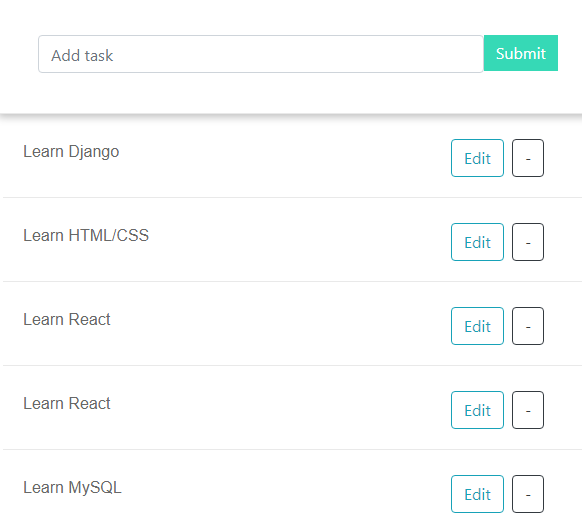 Add task Submit
Learn Django Edit -
Learn HTML/CSS Edit -
Learn React Edit -
Learn React Edit -
Learn MySQL Edit -